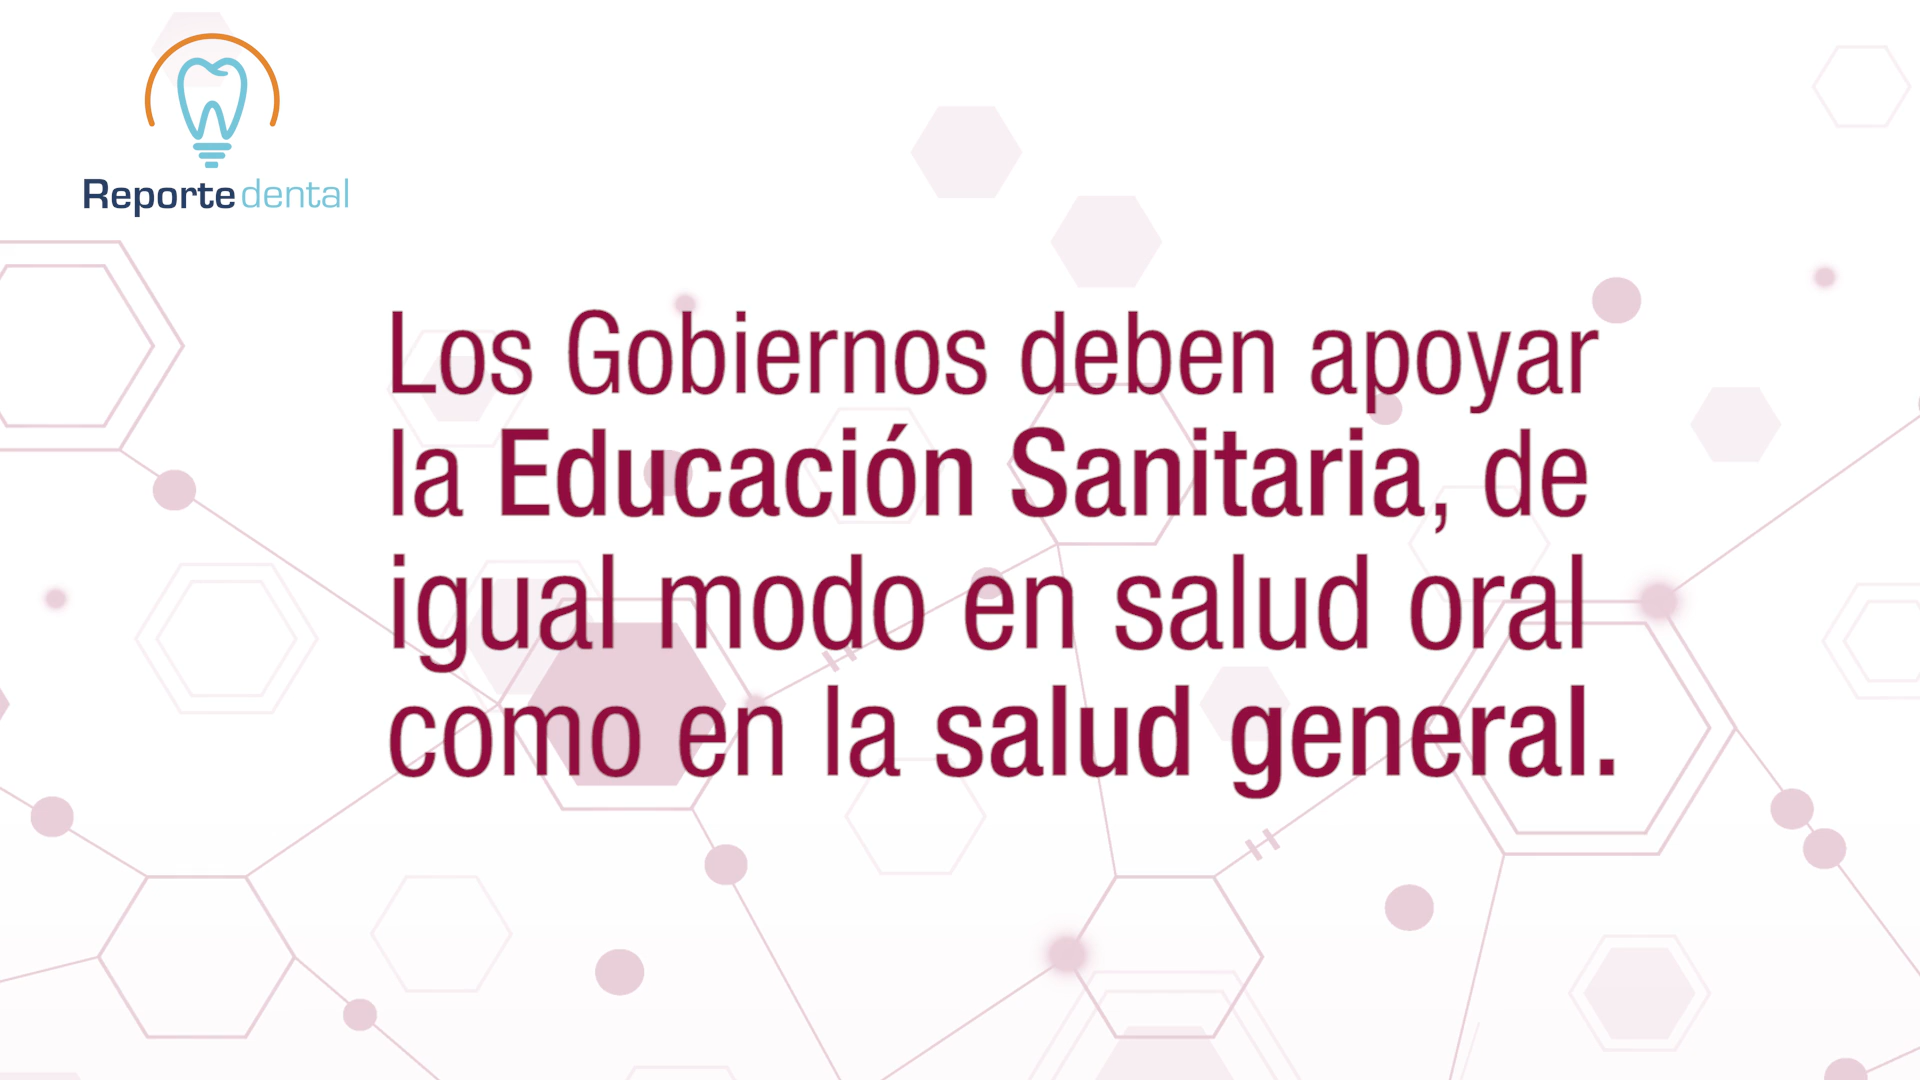 Reporte dental
Los Gobiernos deben apoyar
la Educación Sanitaria, de
igual modo en salud oral
como en la salud general.